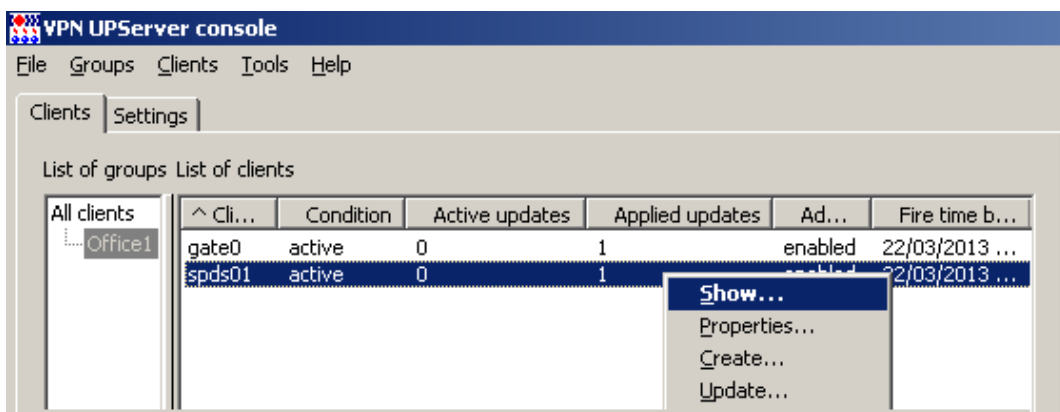 VPN UPServer console
File Groups Clients Tools Help
Clients Settings
List of groups List of clients
All clients ^ Cli... Condition Active updates Applied updates Ad... Fire time b...
Office1 gate0 active 0 1 enabled 22/03/2013 ...
spds01 active 0 1 enabled 22/03/2013 ...
Show...
Properties...
Create...
Update...